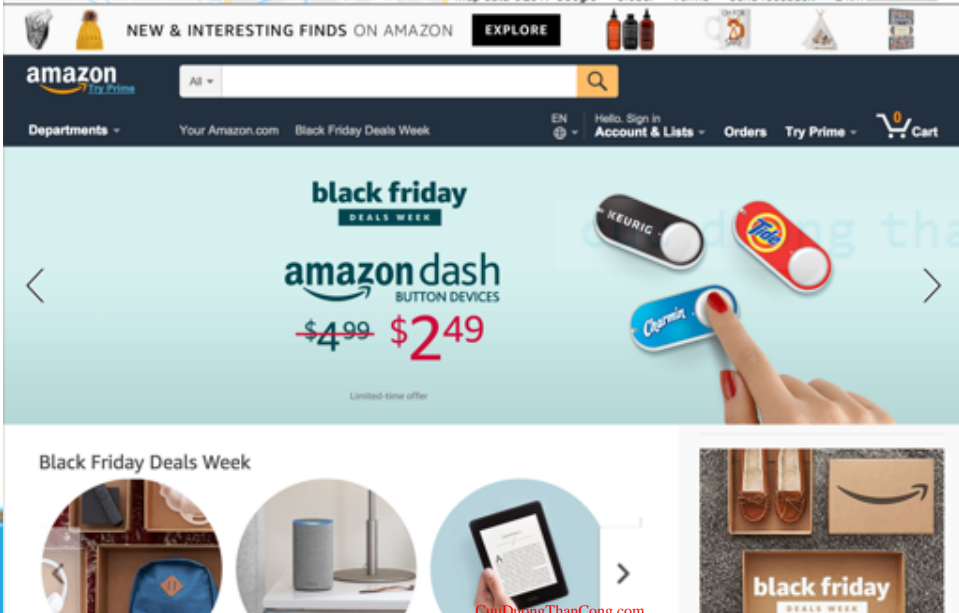 NEW & INTERESTING FINDS ON AMAZON EXPLORE
amazon
Try Prime
All
Departments
Your Amazon.com Black Friday Deals Week
EN
Hello. Sign in
Account & Lists
Orders
Try Prime
0
Cart
black friday
DEALS WEEK
amazon dash
BUTTON DEVICES
$4.99 $2.49
Limited-time offer
KEURIG
Tide
Charmin
Black Friday Deals Week
black friday
DEALS WEEK
CuuDuongThanCong.com